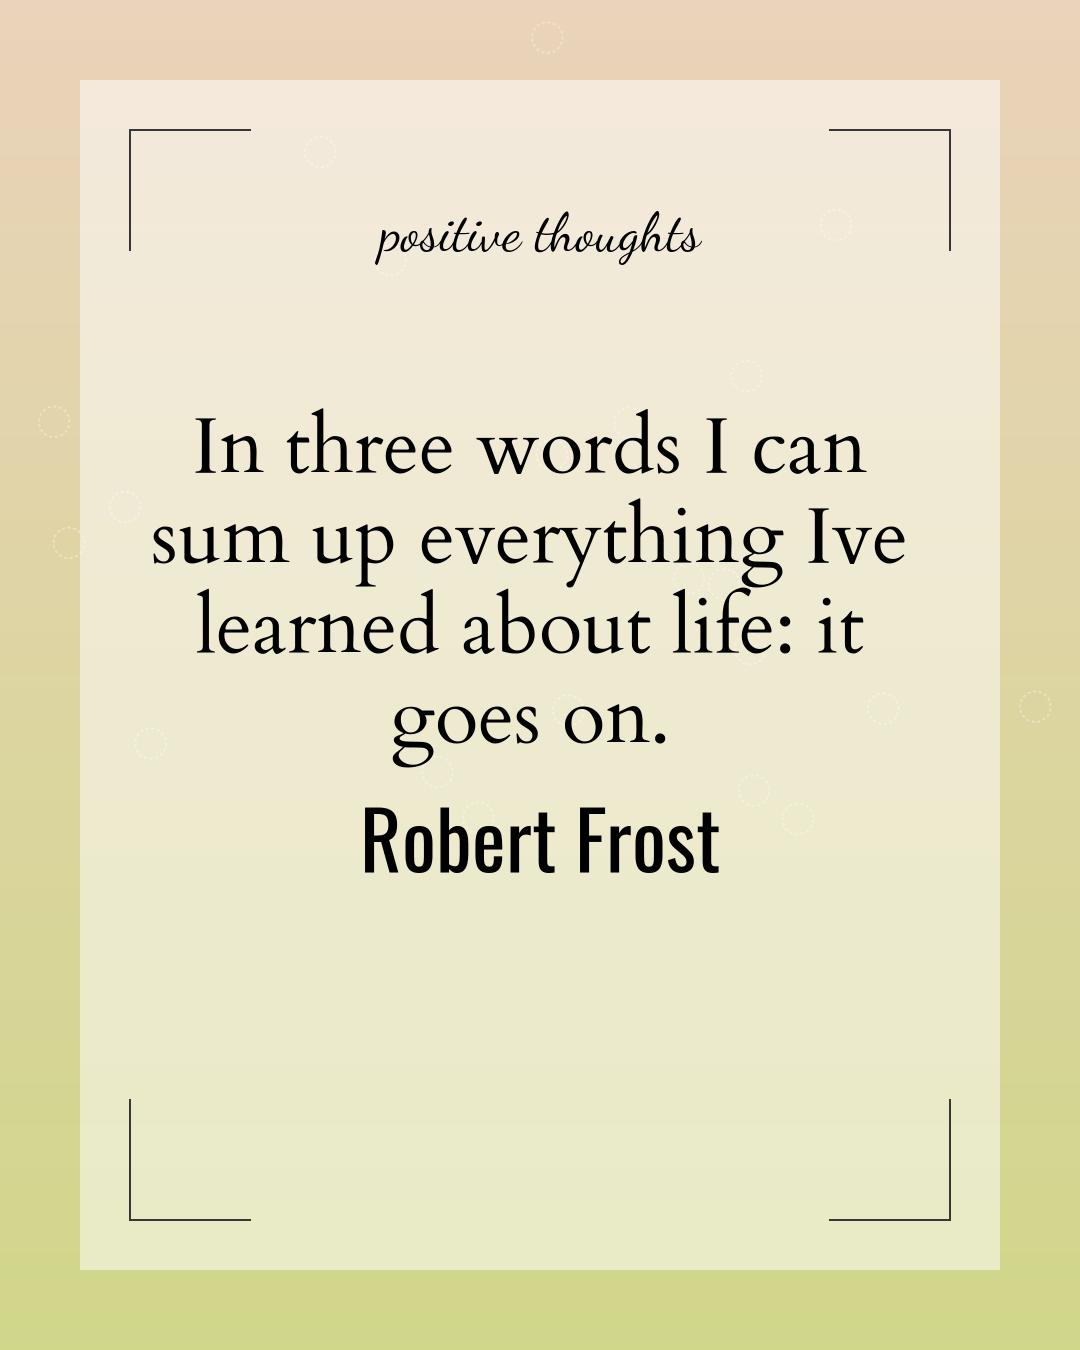 positive thoughts
In three words I can
sum up everything Ive
learned about life: it
goes on.
Robert Frost